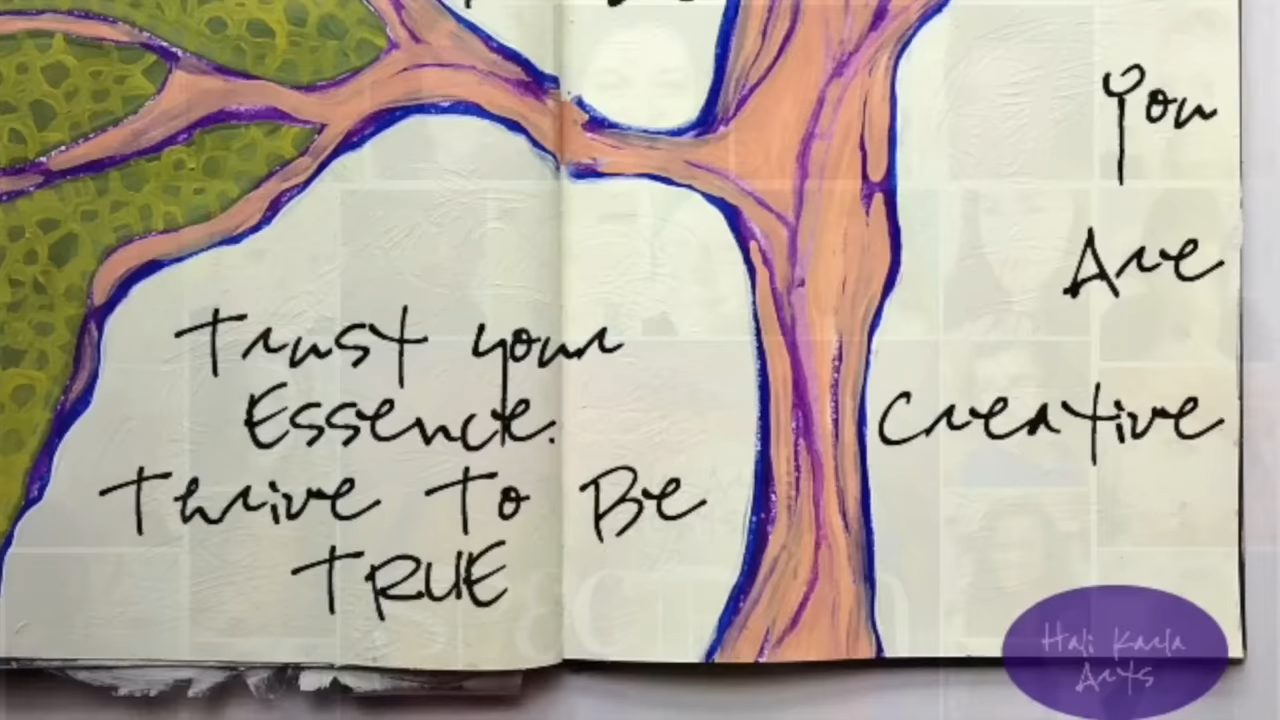 Trust your
Essence.
Thrive To Be
TRUE
You
Are
Creative
Hali Karla
Arts